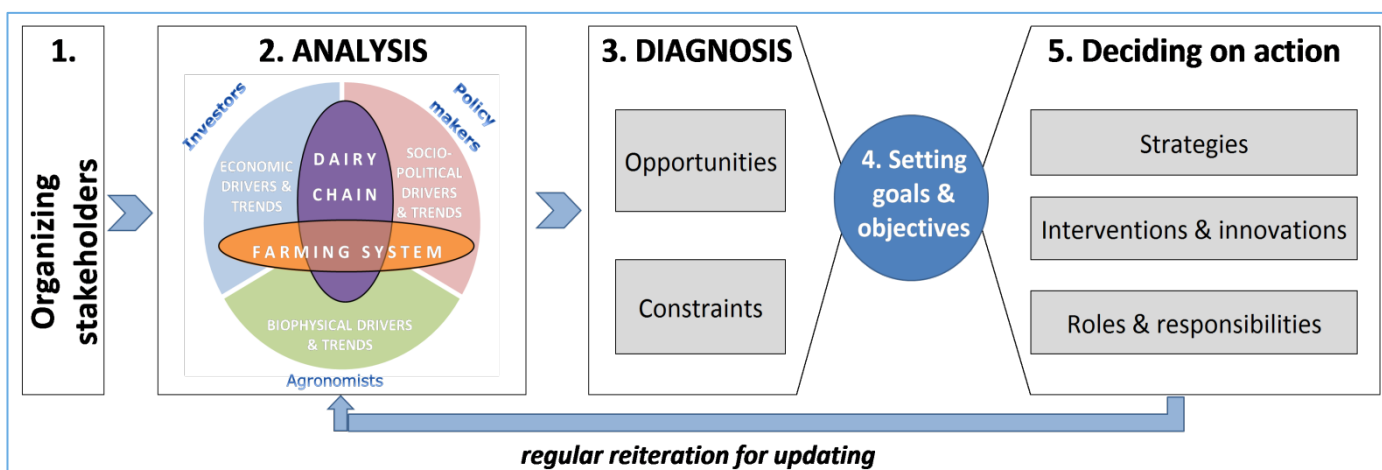 1.
Organizing
stakeholders
2. ANALYSIS
Investors
Policy
makers
ECONOMIC
DRIVERS &
TRENDS
DAIRY
CHAIN
SOCIO-
POLITICAL
DRIVERS
& TRENDS
FARMING SYSTEM
BIOPHYSICAL DRIVERS
& TRENDS
Agronomists
3. DIAGNOSIS
Opportunities
Constraints
4. Setting
goals &
objectives
5. Deciding on action
Strategies
Interventions & innovations
Roles & responsibilities
regular reiteration for updating